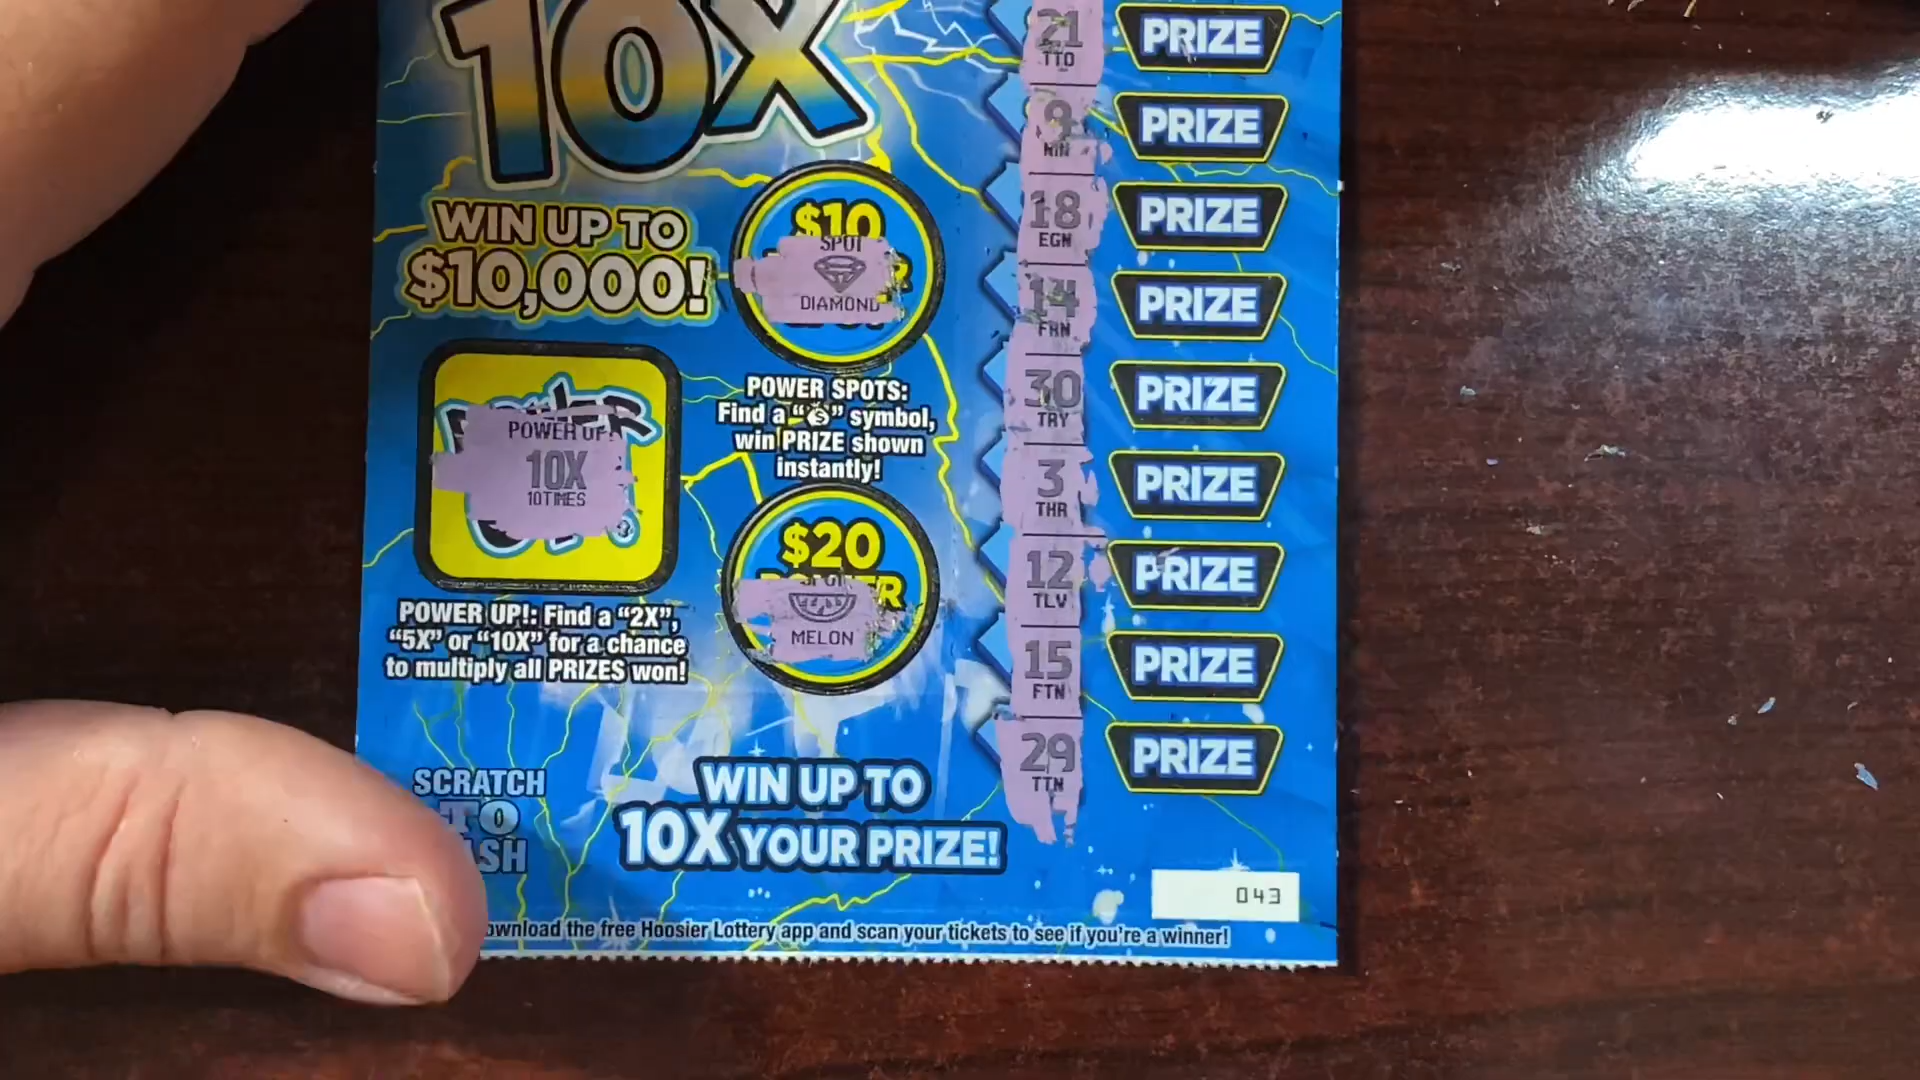 10X
WIN UP TO
$10,000!
$10
SPOT
DIAMOND
POWER UP!
10X
10TIMES
POWER UP!: Find a “2X”,
“5X” or “10X” for a chance
to multiply all PRIZES won!
POWER SPOTS:
Find a “$” symbol,
win PRIZE shown
instantly!
$20
MELON
21
TTO
PRIZE
9
NIN
PRIZE
18
EGN
PRIZE
14
FRN
PRIZE
30
TRY
PRIZE
3
THR
PRIZE
12
TLV
PRIZE
15
FTN
PRIZE
29
TTN
PRIZE
SCRATCH
TO
WIN UP TO
10X YOUR PRIZE!
043
the free Hoosier Lottery app and scan your tickets to see if you're a winner!